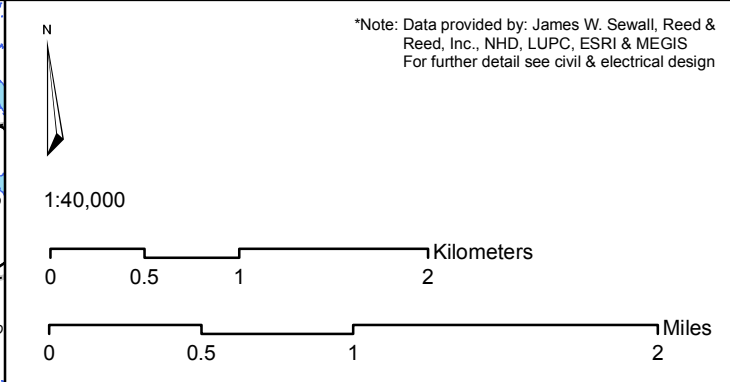 N
*Note: Data provided by: James W. Sewall, Reed &
Reed, Inc., NHD, LUPC, ESRI & MEGIS
For further detail see civil & electrical design
1:40,000
Kilometers
0 0.5 1 2
Miles
0 0.5 1 2